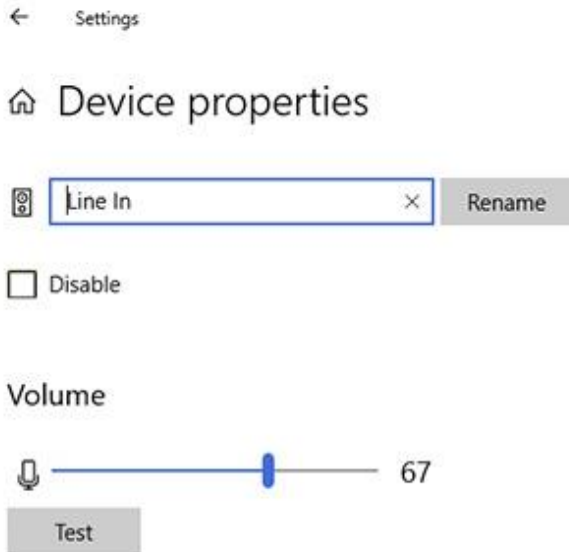 Settings
Device properties
Line In Rename
Disable
Volume
67
Test